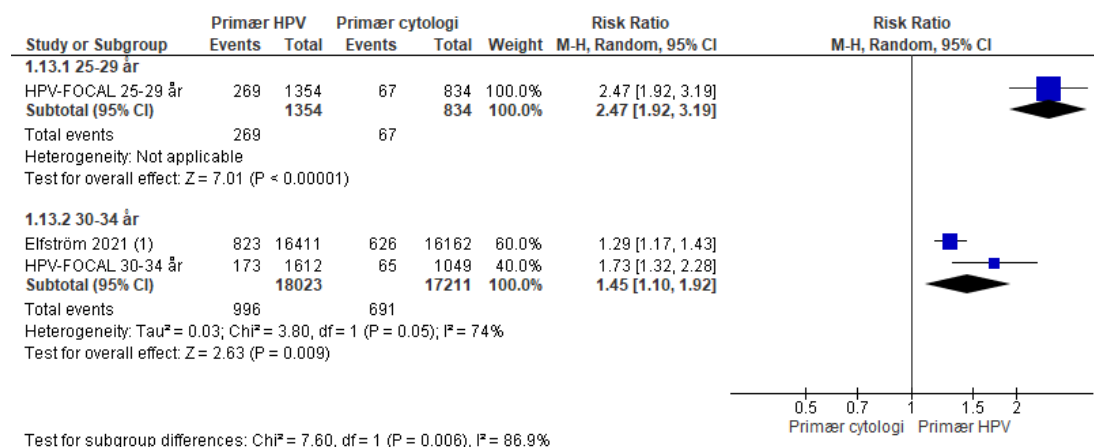 Primær HPV Primær cytologi Risk Ratio Risk Ratio
Study or Subgroup Events Total Events Total Weight M-H, Random, 95% CI M-H, Random, 95% CI
1.13.1 25-29 år
HPV-FOCAL 25-29 år 269 1354 67 834 100.0% 2.47 [1.92, 3.19]
Subtotal (95% CI) 1354 834 100.0% 2.47 [1.92, 3.19]
Total events 269 67
Heterogeneity: Not applicable
Test for overall effect: Z = 7.01 (P < 0.00001)
1.13.2 30-34 år
Elfström 2021 (1) 823 16411 626 16162 60.0% 1.29 [1.17, 1.43]
HPV-FOCAL 30-34 år 173 1612 65 1049 40.0% 1.73 [1.32, 2.28]
Subtotal (95% CI) 18023 17211 100.0% 1.45 [1.10, 1.92]
Total events 996 691
Heterogeneity: Tau² = 0.03; Chi² = 3.80, df = 1 (P = 0.05); I² = 74%
Test for overall effect: Z = 2.63 (P = 0.009)
0.5 0.7 1 1.5 2
Primær cytologi Primær HPV
Test for subgroup differences: Chi² = 7.60, df = 1 (P = 0.006), I² = 86.9%